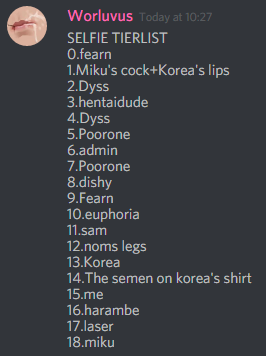 Worluvus Today at 10:27
SELFIE TIERLIST
0.fearn
1.Miku's cock+Korea's lips
2.Dyss
3.hentaidude
4.Dyss
5.Poorone
6.admin
7.Poorone
8.dishy
9.Fearn
10.euphoria
11.sam
12.noms legs
13.Korea
14.The semen on korea's shirt
15.me
16.harambe
17.laser
18.miku